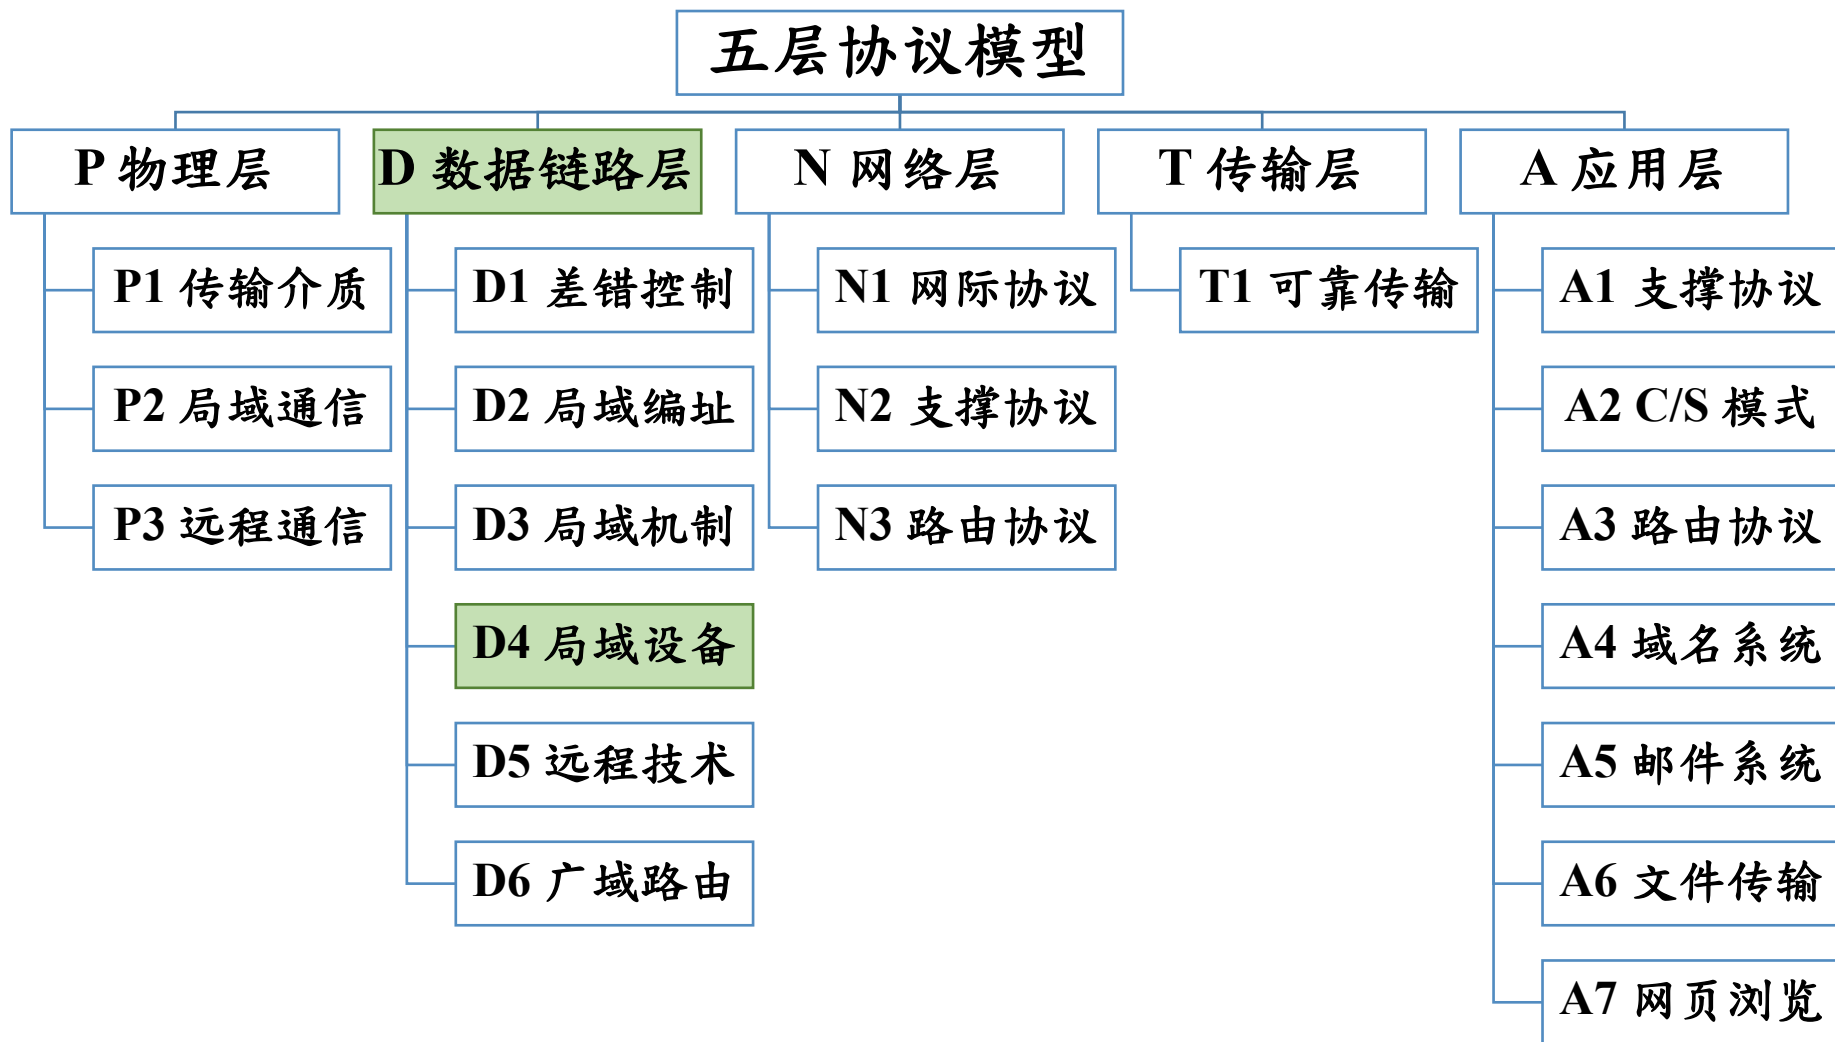 五层协议模型
P 物理层
P1 传输介质
P2 局域通信
P3 远程通信
D 数据链路层
D1 差错控制
D2 局域编址
D3 局域机制
D4 局域设备
D5 远程技术
D6 广域路由
N 网络层
N1 网际协议
N2 支撑协议
N3 路由协议
T 传输层
T1 可靠传输
A 应用层
A1 支撑协议
A2 C/S 模式
A3 路由协议
A4 域名系统
A5 邮件系统
A6 文件传输
A7 网页浏览